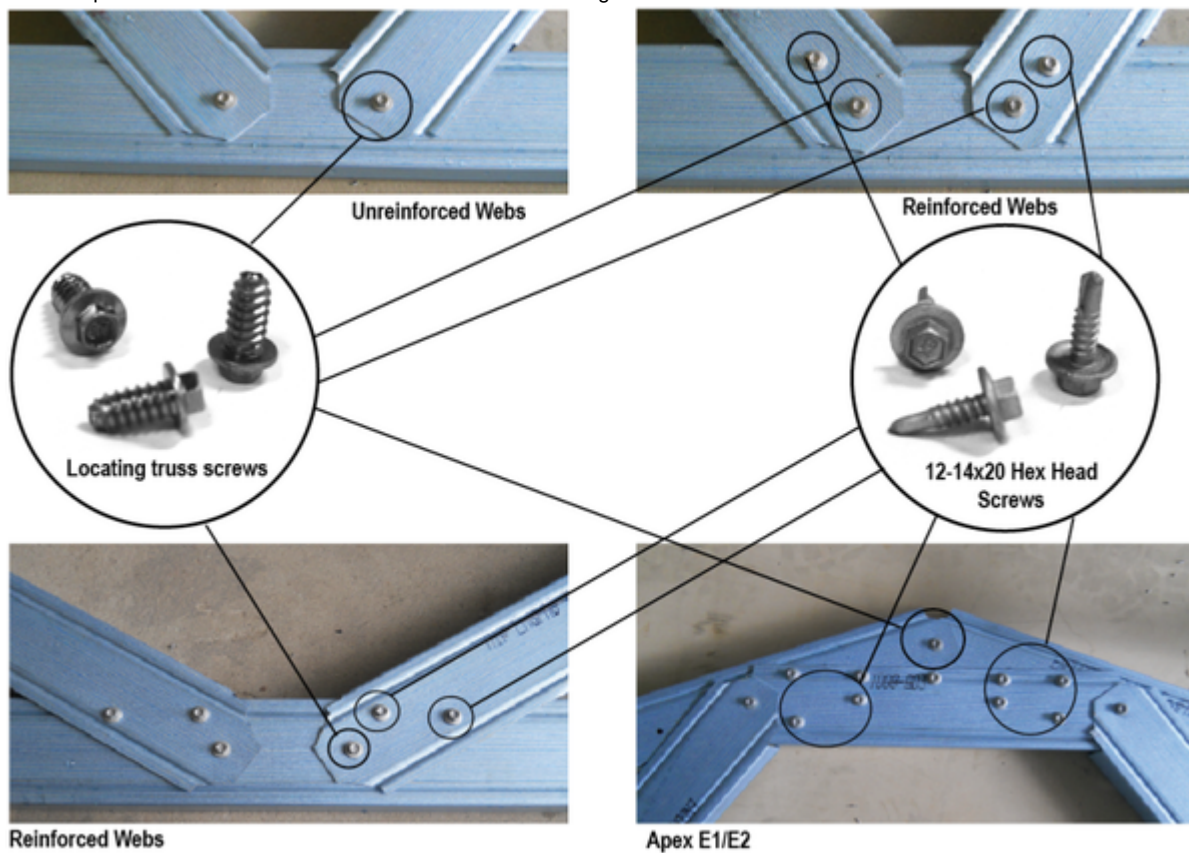 Unreinforced Webs
Reinforced Webs
Locating truss screws
12-14x20 Hex Head
Screws
Reinforced Webs
Apex E1/E2